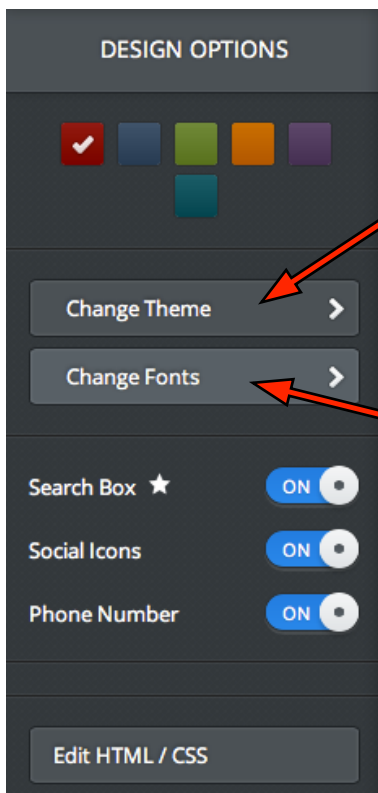 DESIGN OPTIONS
Change Theme
Change Fonts
Search Box ON
Social Icons ON
Phone Number ON
Edit HTML / CSS